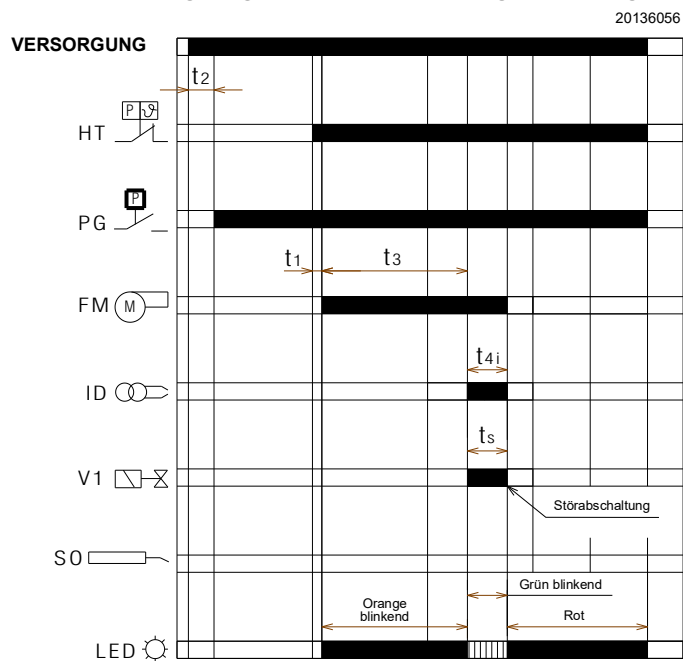 20136056
VERSORGUNG
t2
P ϑ
HT
P
PG
t1 t3
FM M
t4i
ID
ts
V1
Störabschaltung
SO
Grün blinkend
Orange
blinkend
Rot
LED